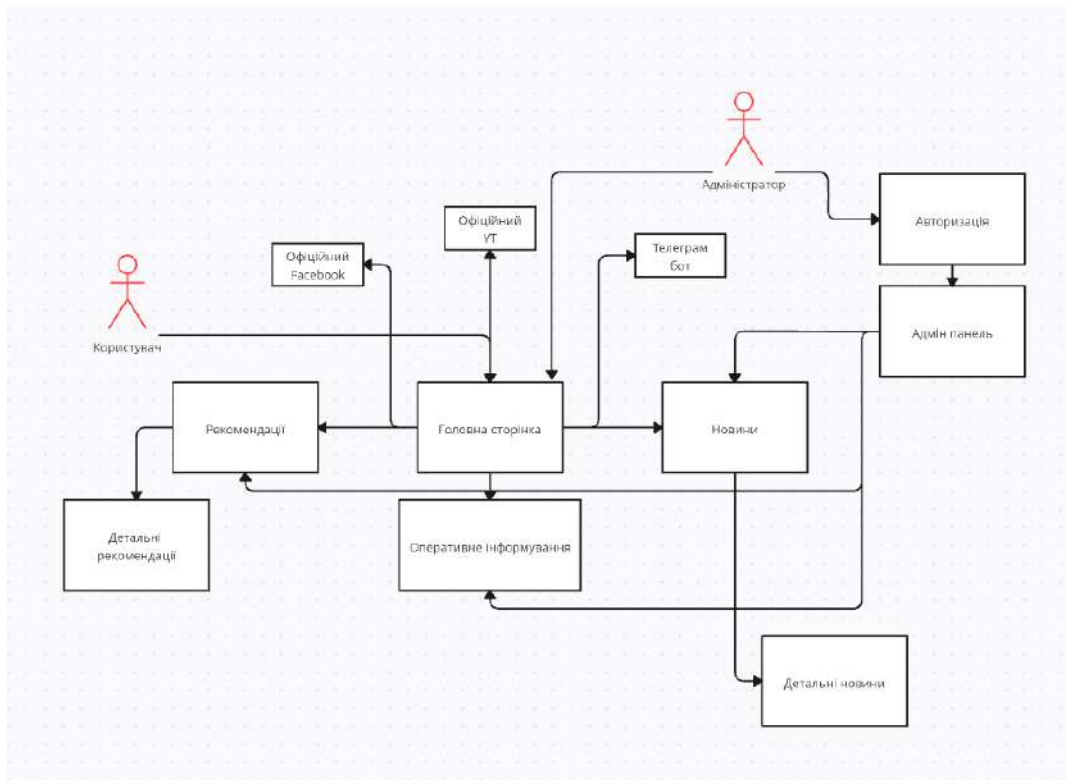 Адміністратор
Авторизація
Офіційний
YT
Телеграм
бот
Офіційний
Facebook
Адмін панель
Користувач
Рекомендації
Головна сторінка
Новини
Детальні
рекомендації
Оперативне інформування
Детальні новини